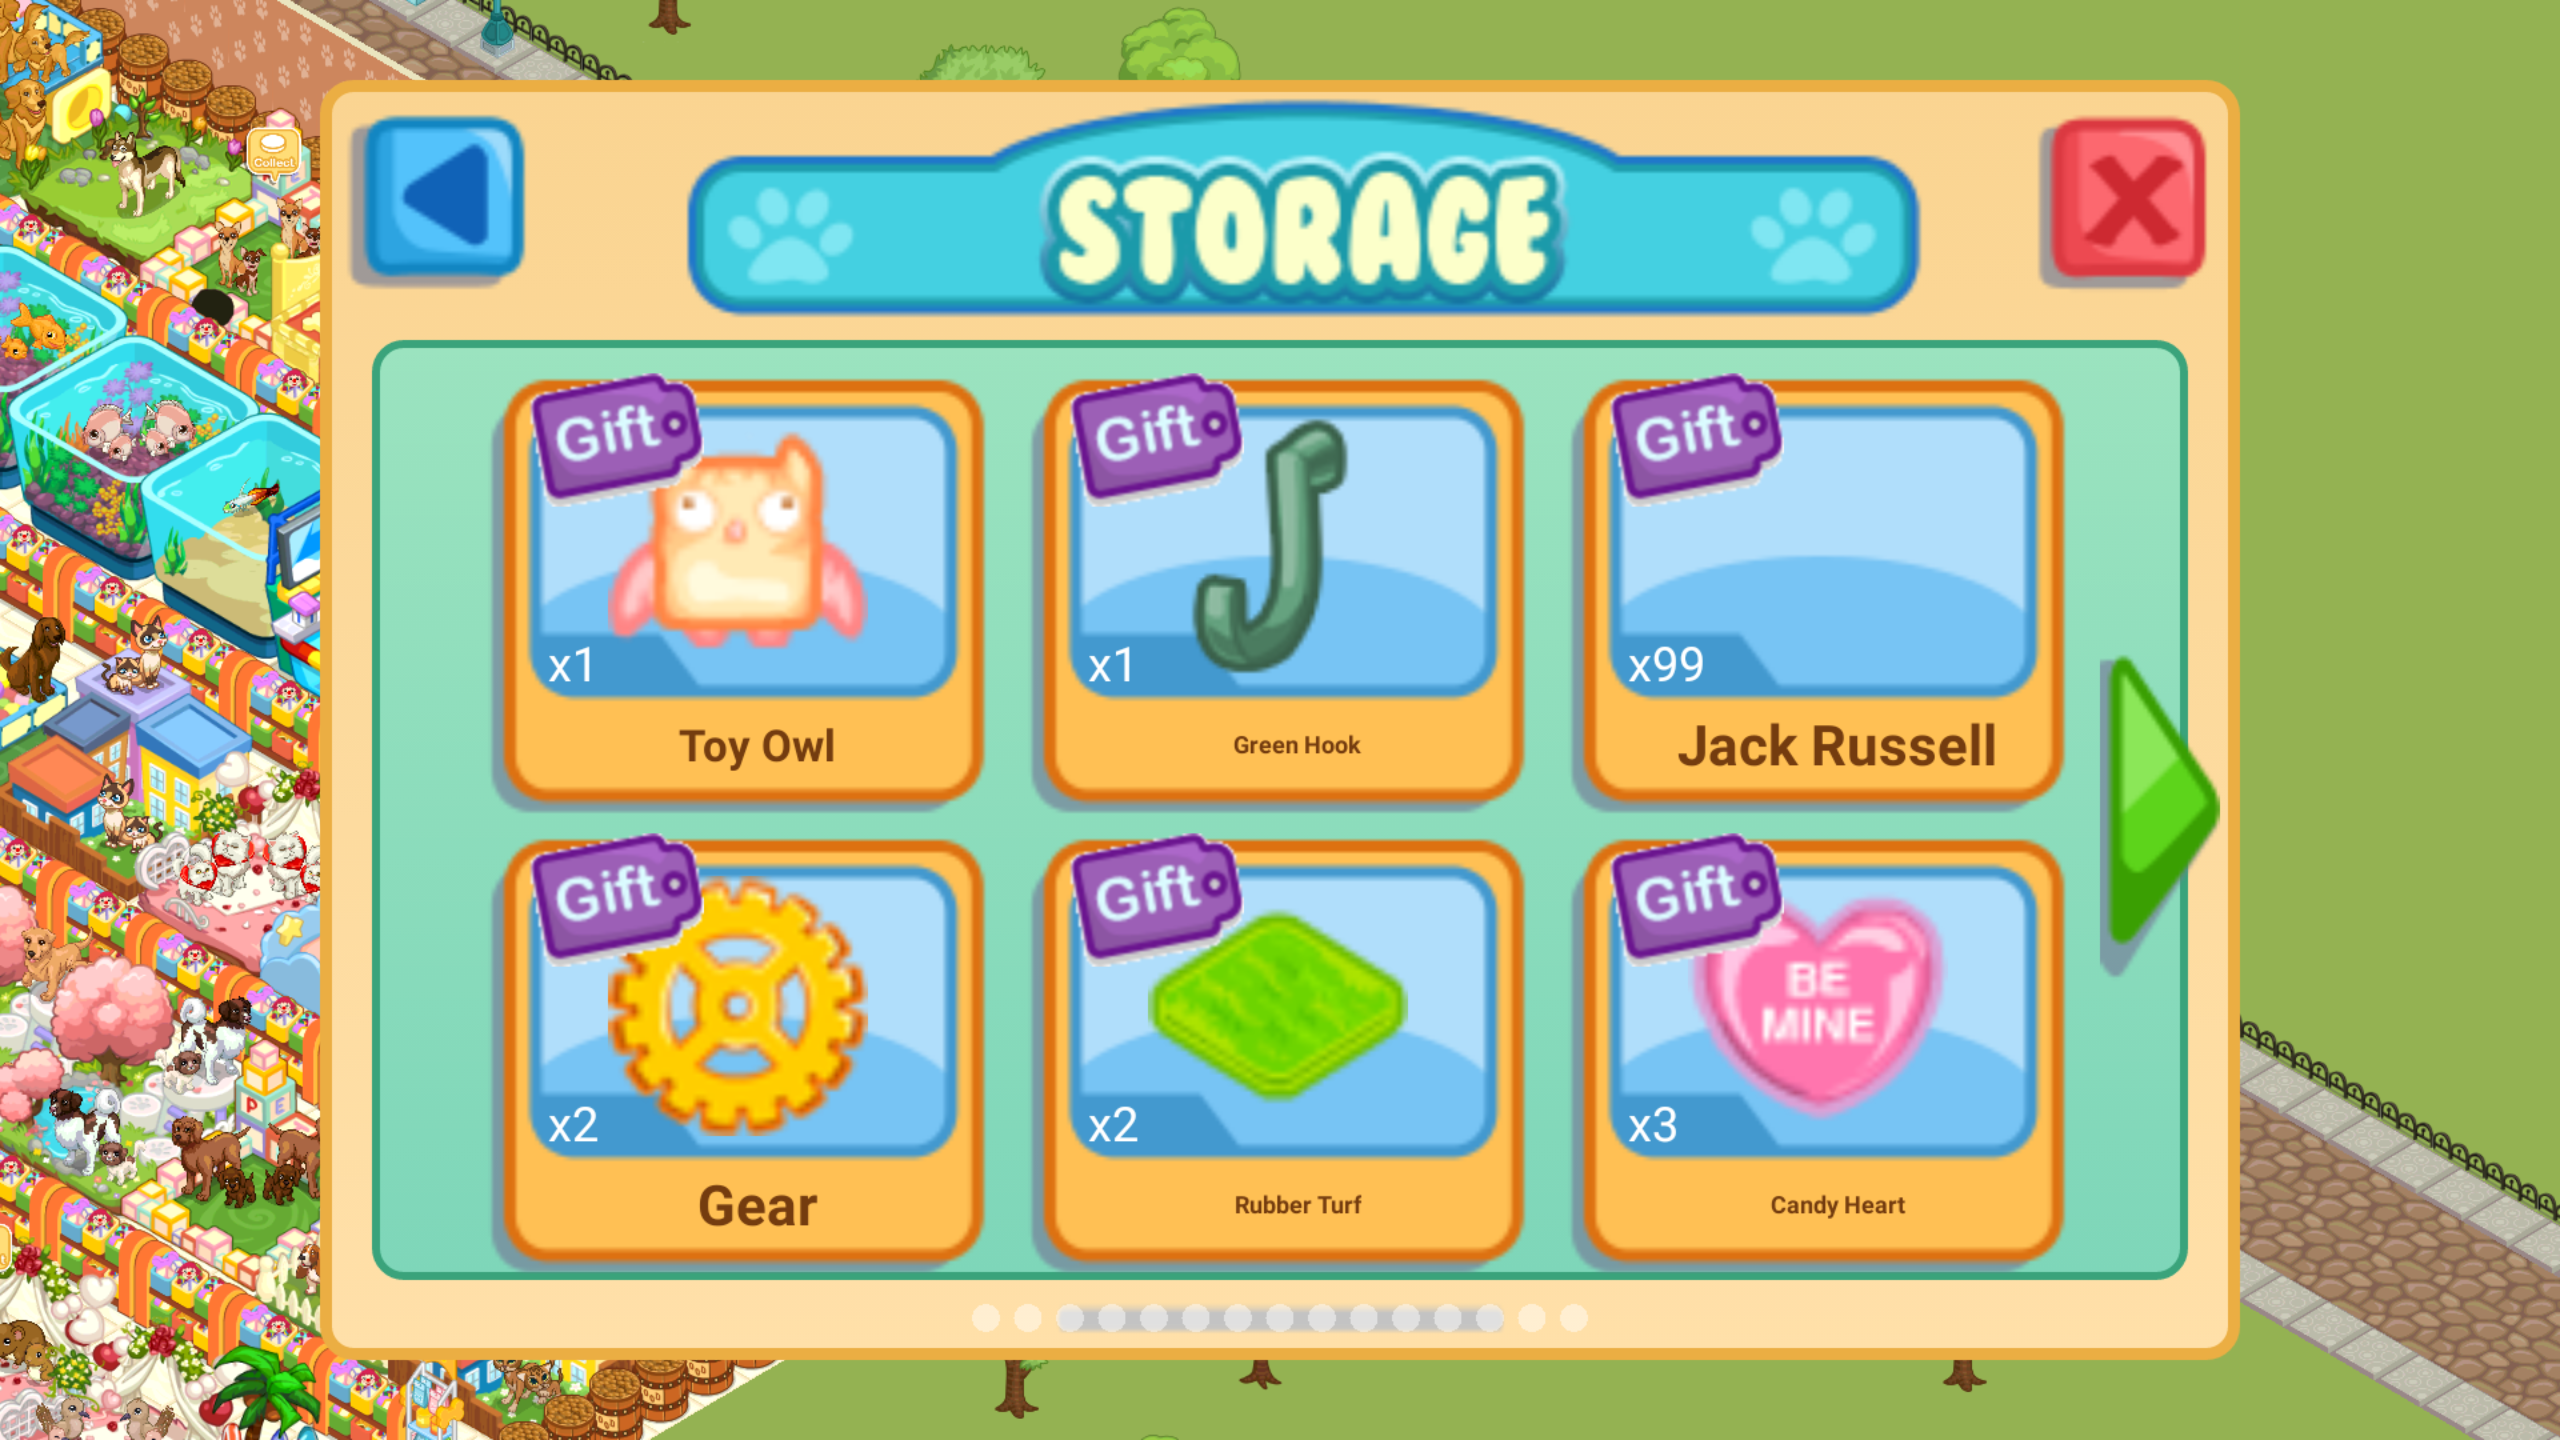 Collect
STORAGE
Gift
x1
Toy Owl
Gift
x1
Green Hook
Gift
x99
Jack Russell
Gift
x2
Gear
Gift
x2
Rubber Turf
Gift
BE
MINE
x3
Candy Heart
P E